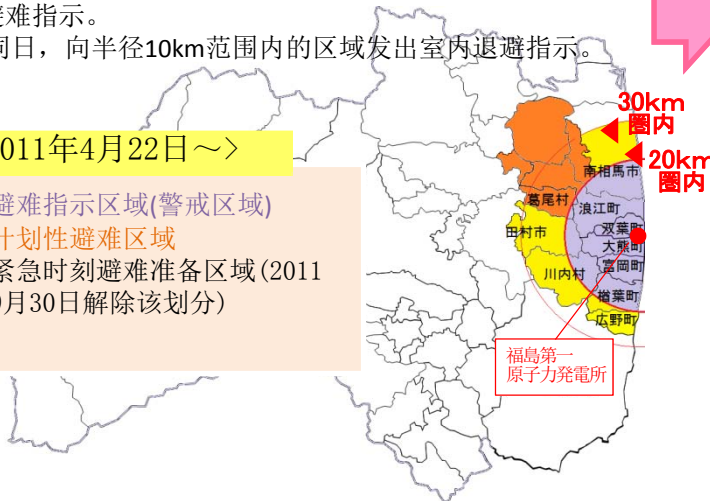 难指示。
同日，向半径10km范围内的区域发出室内退避指示。
30km
圏内
011年4月22日～>
20km
圏内
南相馬市
避难指示区域(警戒区域)
计划性避难区域
紧急时刻避难准备区域(2011
月30日解除该划分)
葛尾村
浪江町
田村市
双葉町
大熊町
川内村
富岡町
楢葉町
広野町
福島第一
原子力発電所